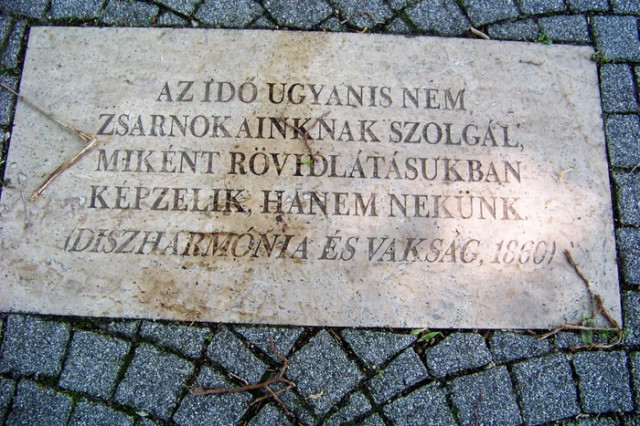 AZ IDŐ UGYANIS NEM
ZSARNOKAINKNAK SZOLGÁL,
MIKÉNT RÖVIDLÁTÁSUKBAN
KÉPZELIK, HANEM NEKÜNK
(DISZHARMÓNIA ÉS VAKSÁG, 1860)